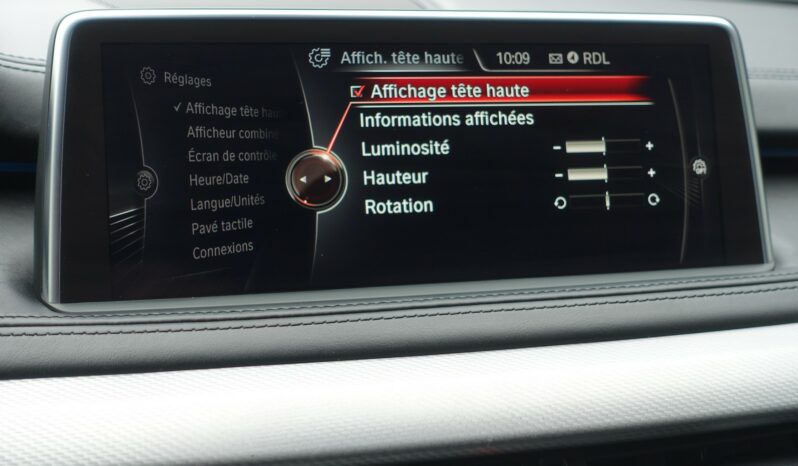 Affich. tête haute
10:09
RDL
Réglages
✓ Affichage tête
Afficheur combiné
Écran de contrôle
Heure/Date
Langue/Unités
Pavé tactile
Connexions
Affichage tête haute
Informations affichées
Luminosité - +
Hauteur - +
Rotation